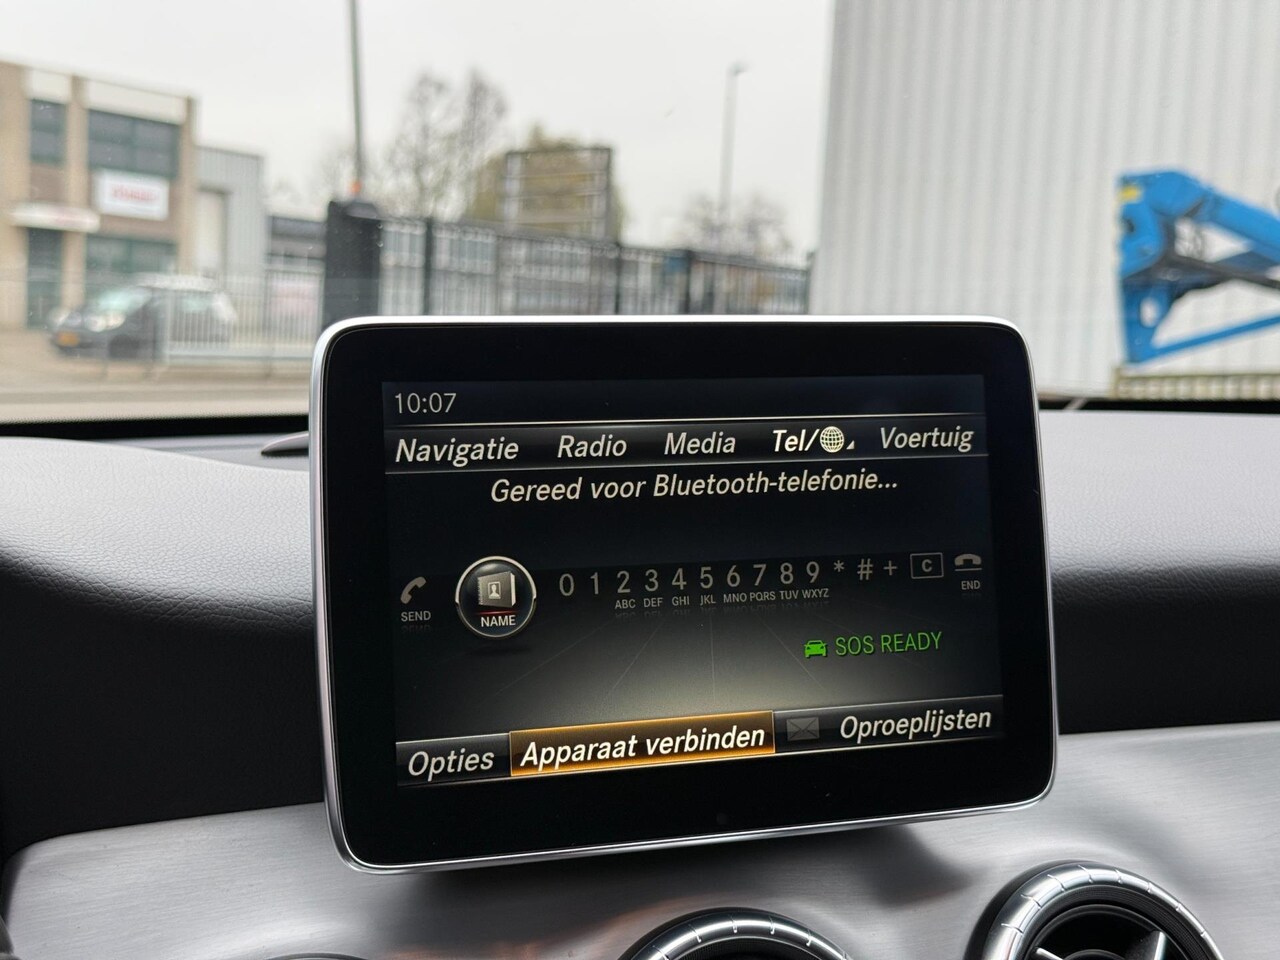 10:07
Navigatie Radio Media Tel/ Voertuig
Gereed voor Bluetooth-telefonie...
SEND NAME 0 1 2 3 4 5 6 7 8 9 * # + C END
ABC DEF GHI JKL MNO PQRS TUV WXYZ
SOS READY
Opties Apparaat verbinden Oproeplijsten